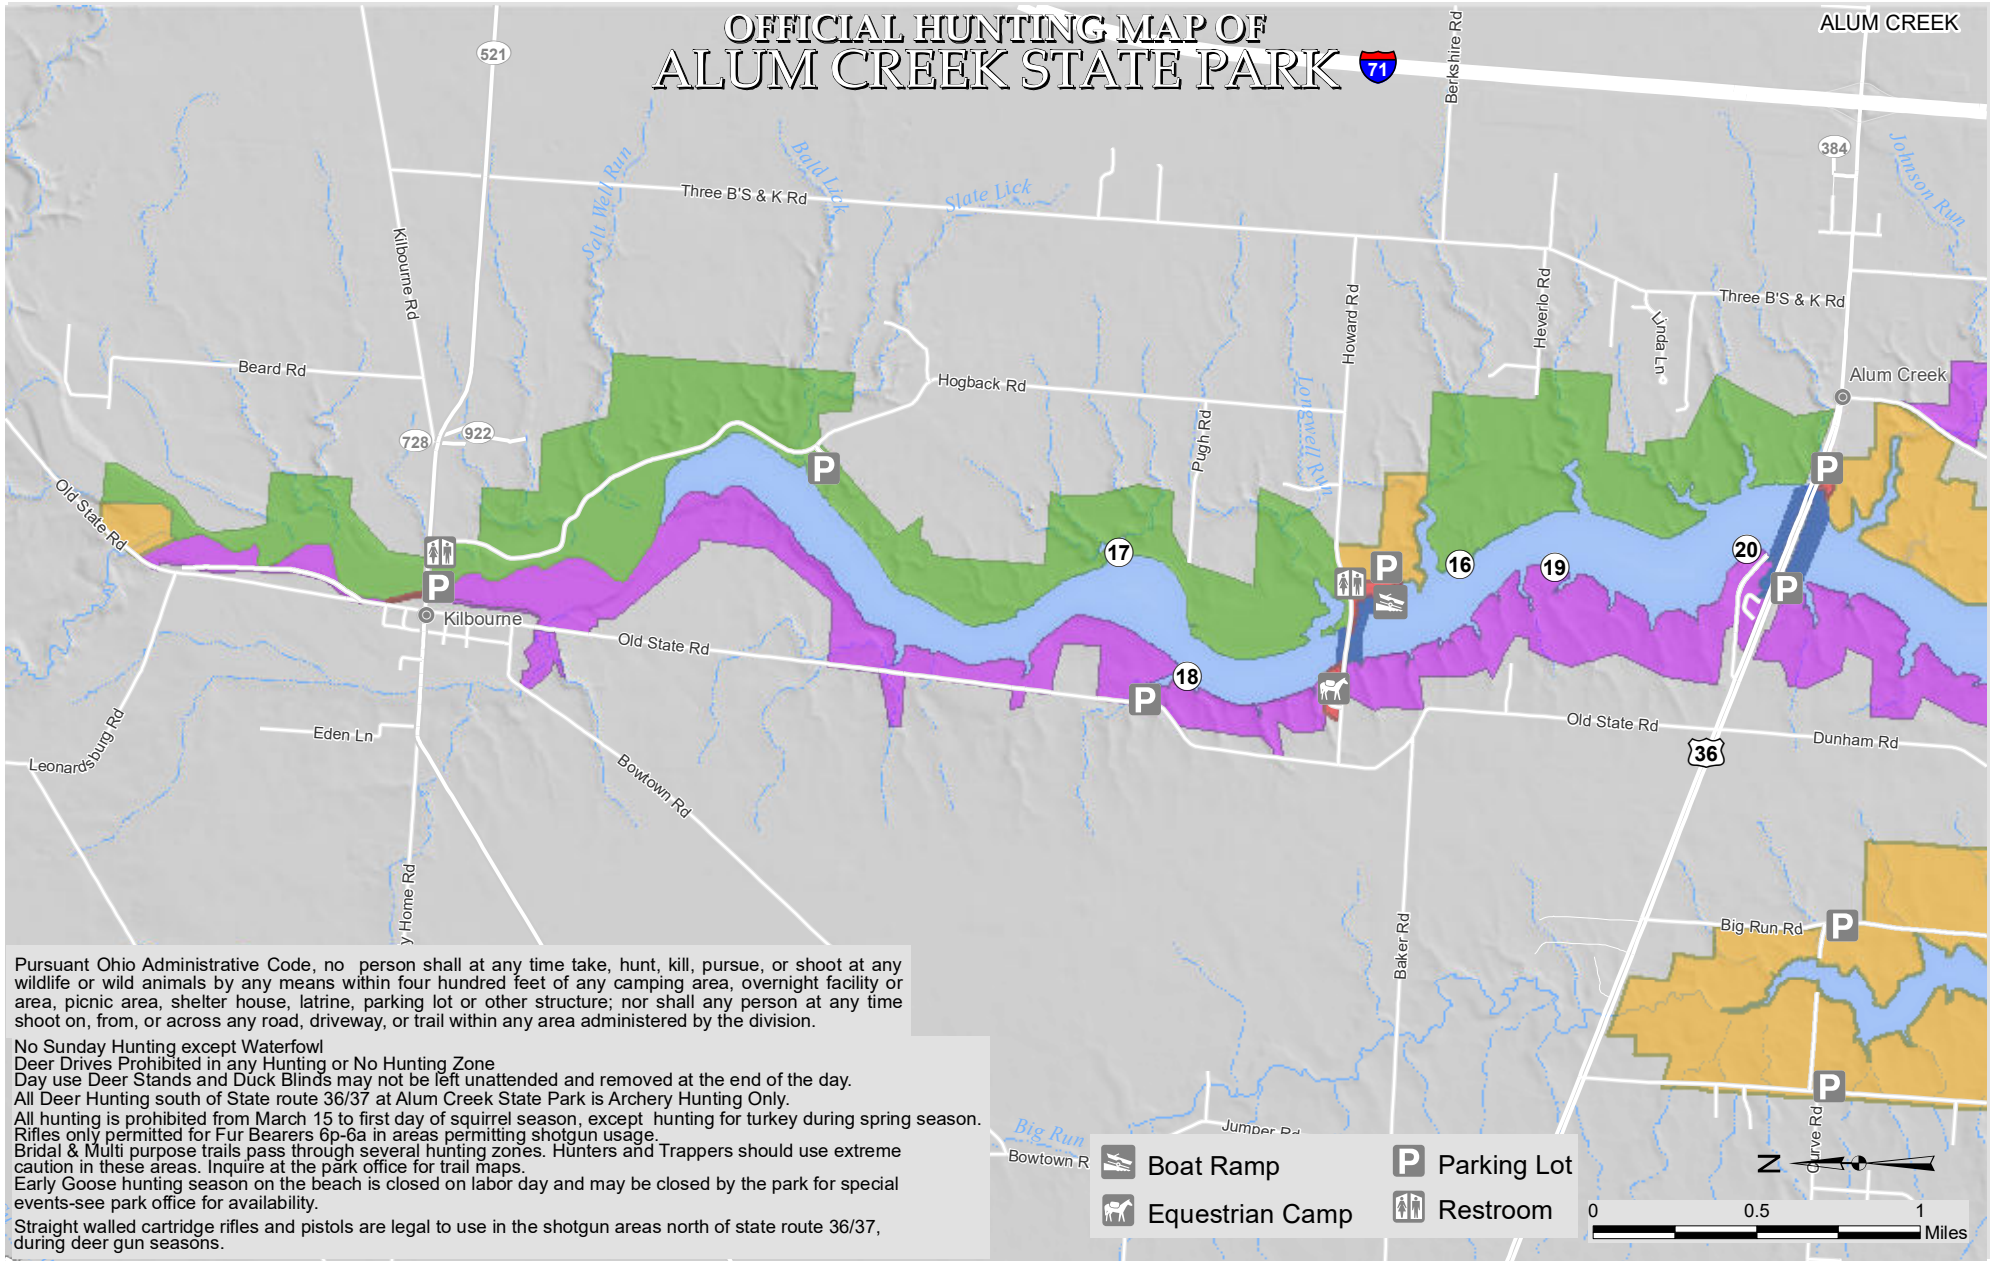 OFFICIAL HUNTING MAP OF
ALUM CREEK STATE PARK
71
ALUM CREEK
521
Berkshire Rd
384
Johnson Run
Salt Well Run
Bald Lick
Slate Lick
Three B'S & K Rd
Kilbourne Rd
Howard Rd
Heverlo Rd
Linda Ln
Three B'S & K Rd
Beard Rd
Hogback Rd
Longwell Run
Alum Creek
728
922
Pugh Rd
P
P
Old State Rd
17
16
19
20
P
P
P
Kilbourne
Old State Rd
18
P
Old State Rd
Dunham Rd
36
Leonardsburg Rd
Eden Ln
Bowtown Rd
y Home Rd
Baker Rd
Big Run Rd
P
P
Curve Rd
Jumper Rd
Big Run
Bowtown R
Pursuant Ohio Administrative Code, no person shall at any time take, hunt, kill, pursue, or shoot at any
wildlife or wild animals by any means within four hundred feet of any camping area, overnight facility or
area, picnic area, shelter house, latrine, parking lot or other structure; nor shall any person at any time
shoot on, from, or across any road, driveway, or trail within any area administered by the division.
No Sunday Hunting except Waterfowl
Deer Drives Prohibited in any Hunting or No Hunting Zone
Day use Deer Stands and Duck Blinds may not be left unattended and removed at the end of the day.
All Deer Hunting south of State route 36/37 at Alum Creek State Park is Archery Hunting Only.
All hunting is prohibited from March 15 to first day of squirrel season, except hunting for turkey during spring season.
Rifles only permitted for Fur Bearers 6p-6a in areas permitting shotgun usage.
Bridal & Multi purpose trails pass through several hunting zones. Hunters and Trappers should use extreme
caution in these areas. Inquire at the park office for trail maps.
Early Goose hunting season on the beach is closed on labor day and may be closed by the park for special
events-see park office for availability.
Straight walled cartridge rifles and pistols are legal to use in the shotgun areas north of state route 36/37,
during deer gun seasons.
Boat Ramp
P Parking Lot
Equestrian Camp
Restroom
N
0 0.5 1
Miles